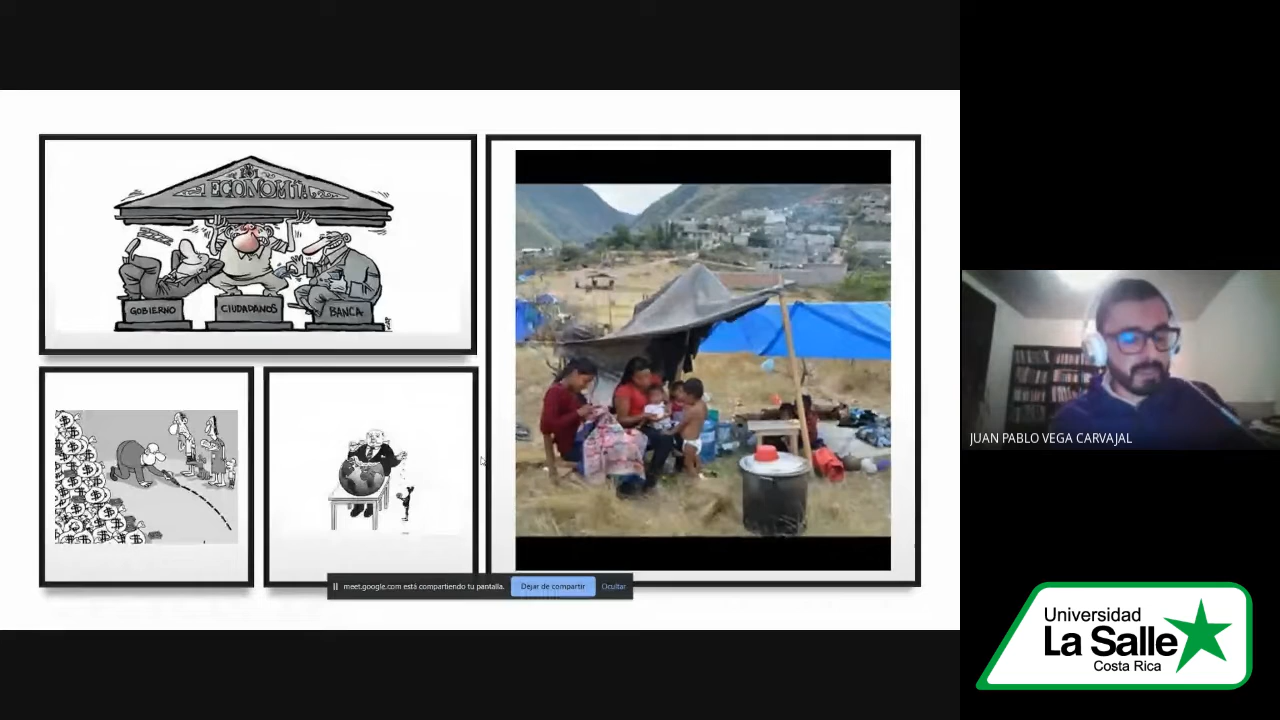 ECONOMÍA
GOBIERNO
CIUDADANOS
BANCA
meet.google.com está compartiendo tu pantalla.
Dejar de compartir
Ocultar
JUAN PABLO VEGA CARVAJAL
Universidad
La Salle
Costa Rica